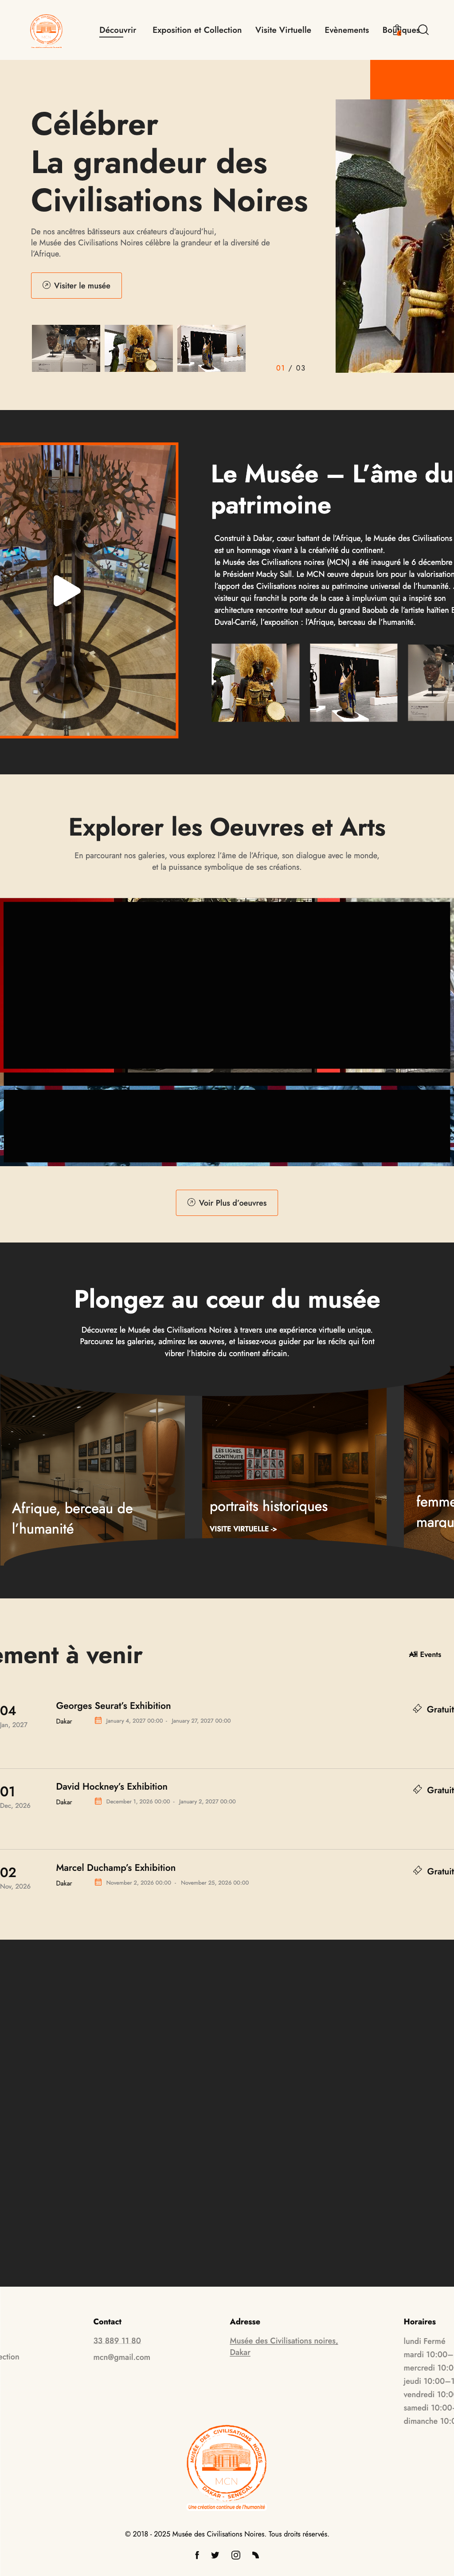 Découvrir Exposition et Collection Visite Virtuelle Evènements Boutiques
Célébrer
La grandeur des
Civilisations Noires
De nos ancêtres bâtisseurs aux créateurs d’aujourd’hui,
le Musée des Civilisations Noires célèbre la grandeur et la diversité de
l’Afrique.
Visiter le musée
01 / 03
Le Musée – L’âme du
patrimoine
Construit à Dakar, cœur battant de l’Afrique, le Musée des Civilisations
est un hommage vivant à la créativité du continent.
le Musée des Civilisations noires (MCN) a été inauguré le 6 décembre
le Président Macky Sall. Le MCN œuvre depuis lors pour la valorisation
l’apport des Civilisations noires au patrimoine universel de l’humanité.
visiteur qui franchit la porte de la case à impluvium qui a inspiré son
architecture rencontre tout autour du grand Baobab de l’artiste haïtien E
Duval-Carrié, l’exposition : l’Afrique, berceau de l’humanité.
Explorer les Oeuvres et Arts
En parcourant nos galeries, vous explorez l’âme de l’Afrique, son dialogue avec le monde,
et la puissance symbolique de ses créations.
Voir Plus d’oeuvres
Plongez au cœur du musée
Découvrez le Musée des Civilisations Noires à travers une expérience virtuelle unique.
Parcourez les galeries, admirez les œuvres, et laissez-vous guider par les récits qui font
vibrer l’histoire du continent africain.
LES SIGNES
CONTINUITÉ
Afrique, berceau de
l’humanité
portraits historiques
VISITE VIRTUELLE ->
femme
marqu
ement à venir
All Events
04
Jan, 2027
Georges Seurat’s Exhibition
Dakar
January 4, 2027 00:00 - January 27, 2027 00:00
Gratuit
01
Dec, 2026
David Hockney’s Exhibition
Dakar
December 1, 2026 00:00 - January 2, 2027 00:00
Gratuit
02
Nov, 2026
Marcel Duchamp’s Exhibition
Dakar
November 2, 2026 00:00 - November 25, 2026 00:00
Gratuit
ection
Contact
33 889 11 80
mcn@gmail.com
Adresse
Musée des Civilisations noires,
Dakar
Horaires
lundi Fermé
mardi 10:00–
mercredi 10:0
jeudi 10:00–1
vendredi 10:0
samedi 10:00
dimanche 10:
MUSÉE DES CIVILISATIONS NOIRES
MCN
DAKAR - SENEGAL
Une création continue de l'humanité
© 2018 - 2025 Musée des Civilisations Noires. Tous droits réservés.